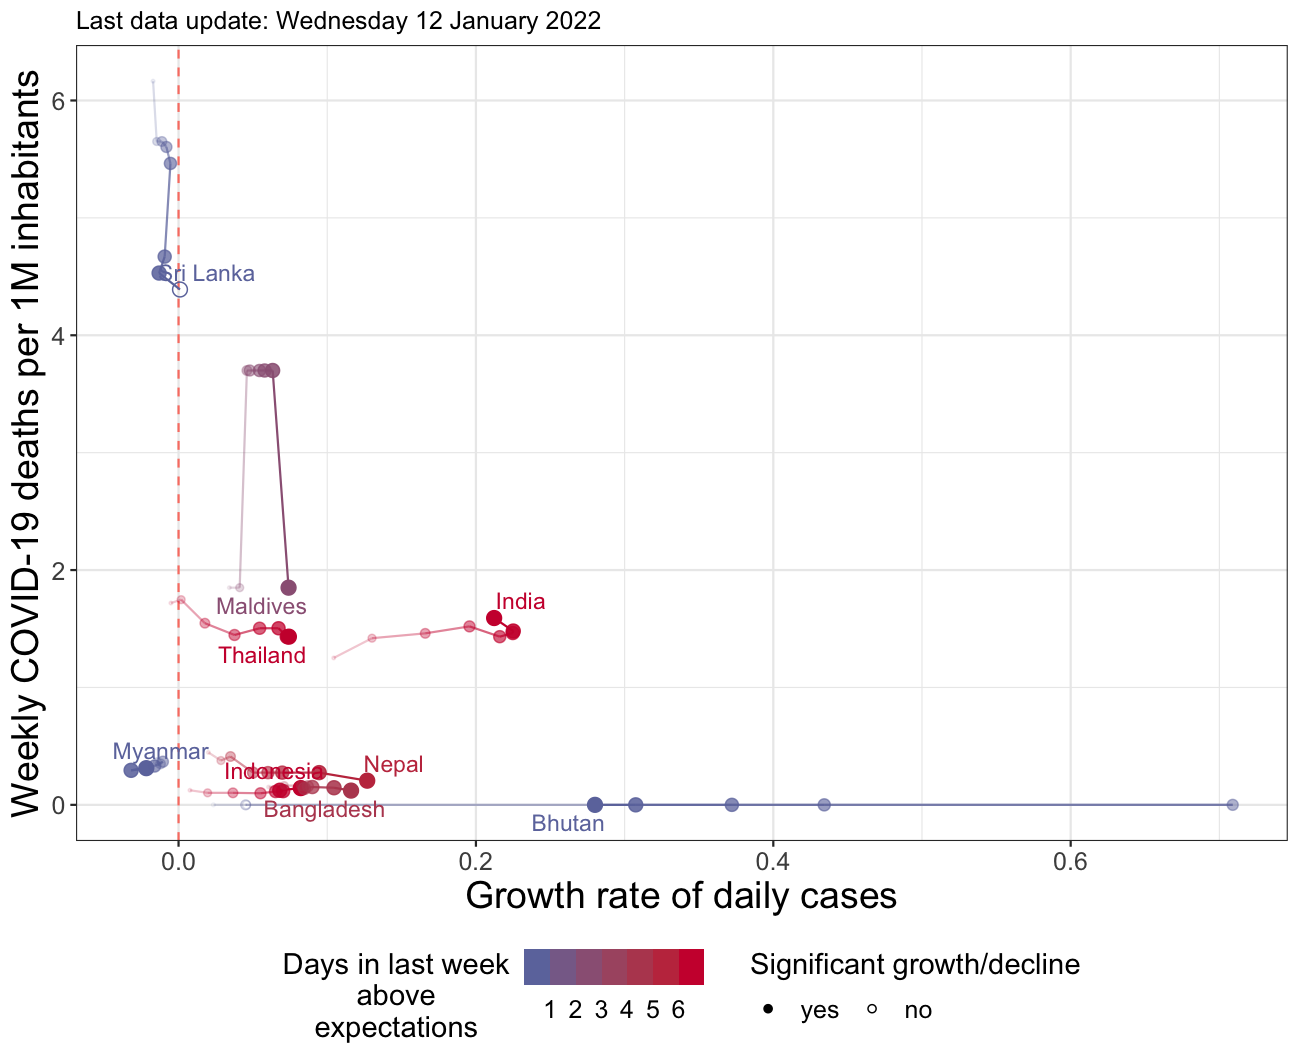 Last data update: Wednesday 12 January 2022
Weekly COVID-19 deaths per 1M inhabitants
6
4
2
0
Sri Lanka
Maldives
India
Thailand
Myanmar
Nepal
Indonesia
Bangladesh
Bhutan
0.0 0.2 0.4 0.6
Growth rate of daily cases
Days in last week
above
expectations
1 2 3 4 5 6
Significant growth/decline
yes no